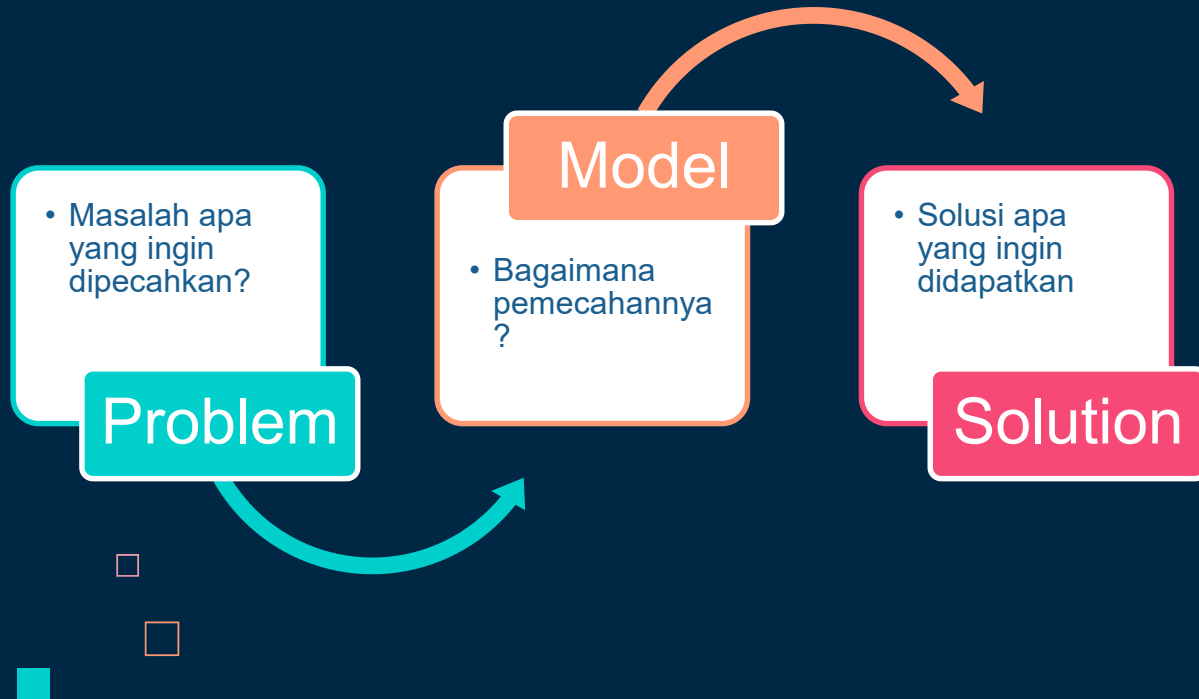 • Masalah apa
yang ingin
dipecahkan?
Problem
Model
• Bagaimana
pemecahannya
?
• Solusi apa
yang ingin
didapatkan
Solution